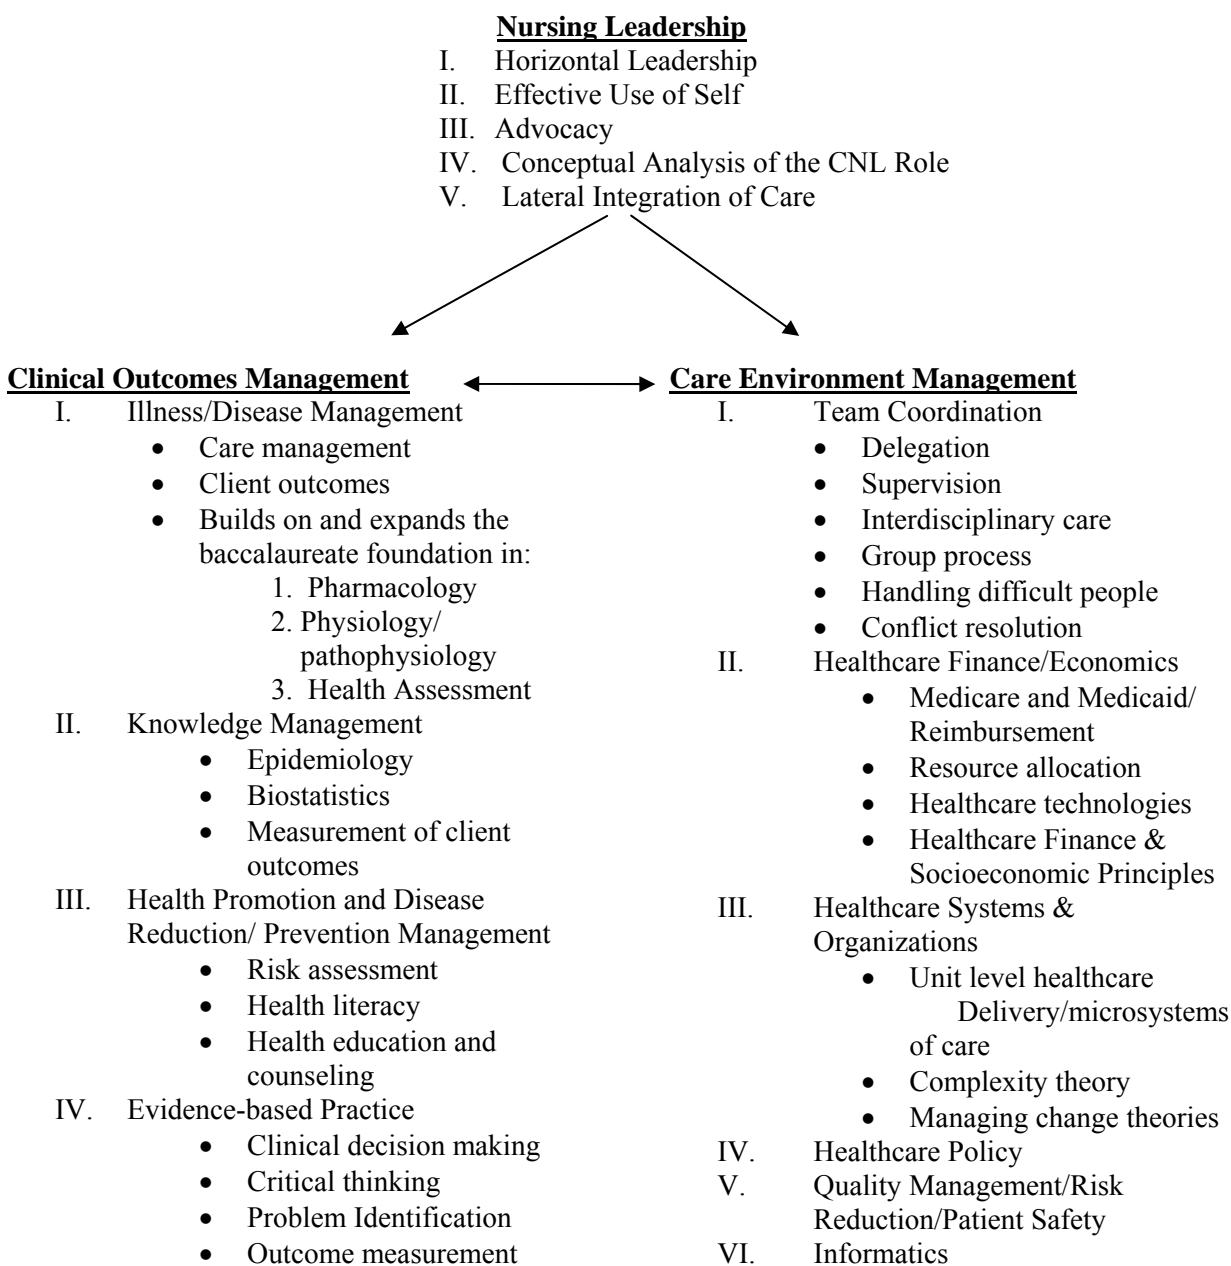 Nursing Leadership
I. Horizontal Leadership
II. Effective Use of Self
III. Advocacy
IV. Conceptual Analysis of the CNL Role
V. Lateral Integration of Care
Clinical Outcomes Management
I. Illness/Disease Management
• Care management
• Client outcomes
• Builds on and expands the
baccalaureate foundation in:
1. Pharmacology
2. Physiology/
pathophysiology
3. Health Assessment
II. Knowledge Management
• Epidemiology
• Biostatistics
• Measurement of client
outcomes
III. Health Promotion and Disease
Reduction/ Prevention Management
• Risk assessment
• Health literacy
• Health education and
counseling
IV. Evidence-based Practice
• Clinical decision making
• Critical thinking
• Problem Identification
• Outcome measurement
Care Environment Management
I. Team Coordination
• Delegation
• Supervision
• Interdisciplinary care
• Group process
• Handling difficult people
• Conflict resolution
II. Healthcare Finance/Economics
• Medicare and Medicaid/
Reimbursement
• Resource allocation
• Healthcare technologies
• Healthcare Finance &
Socioeconomic Principles
III. Healthcare Systems &
Organizations
• Unit level healthcare
Delivery/microsystems
of care
• Complexity theory
• Managing change theories
IV. Healthcare Policy
V. Quality Management/Risk
Reduction/Patient Safety
VI. Informatics